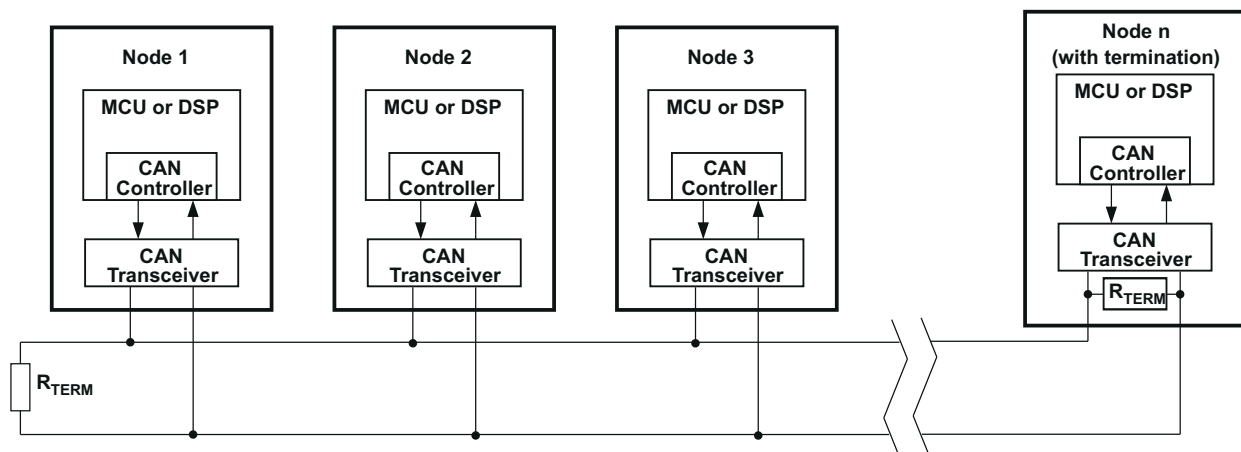 Node 1
MCU or DSP
CAN
Controller
CAN
Transceiver
Node 2
MCU or DSP
CAN
Controller
CAN
Transceiver
Node 3
MCU or DSP
CAN
Controller
CAN
Transceiver
Node n
(with termination)
MCU or DSP
CAN
Controller
CAN
Transceiver
RTERM
RTERM